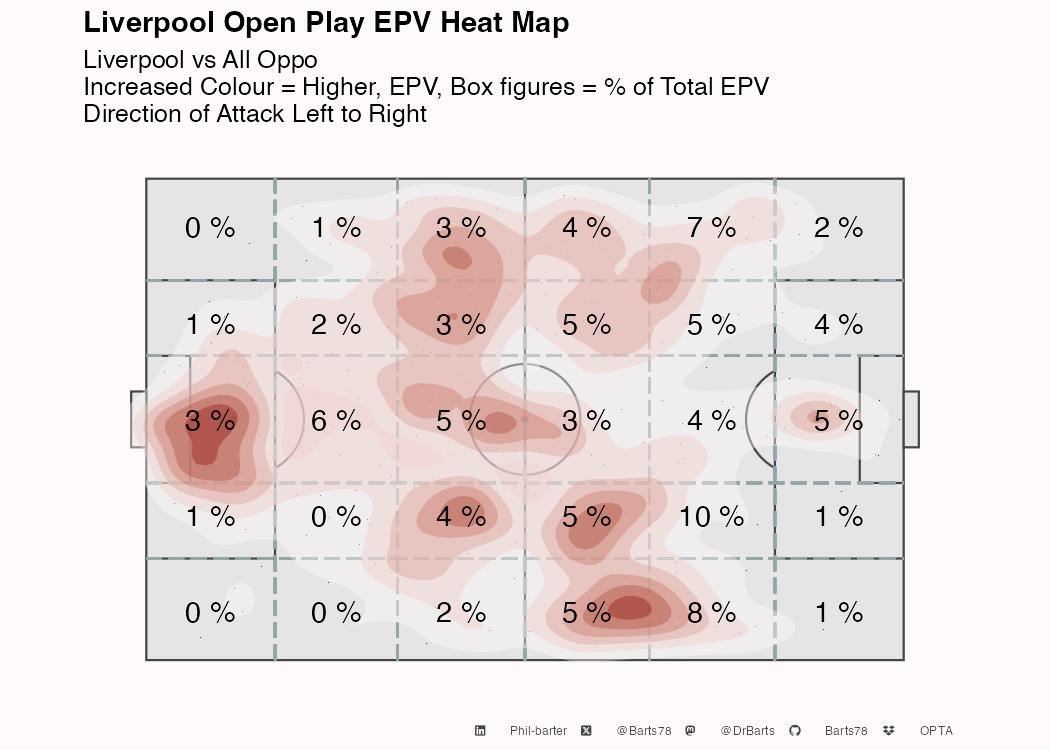 Liverpool Open Play EPV Heat Map
Liverpool vs All Oppo
Increased Colour = Higher, EPV, Box figures = % of Total EPV
Direction of Attack Left to Right
0 % 1 % 3 % 4 % 7 % 2 %
1 % 2 % 3 % 5 % 5 % 4 %
3 % 6 % 5 % 3 % 4 % 5 %
1 % 0 % 4 % 5 % 10 % 1 %
0 % 0 % 2 % 5 % 8 % 1 %
Phil-barter @Barts78 @DrBarts Barts78 OPTA